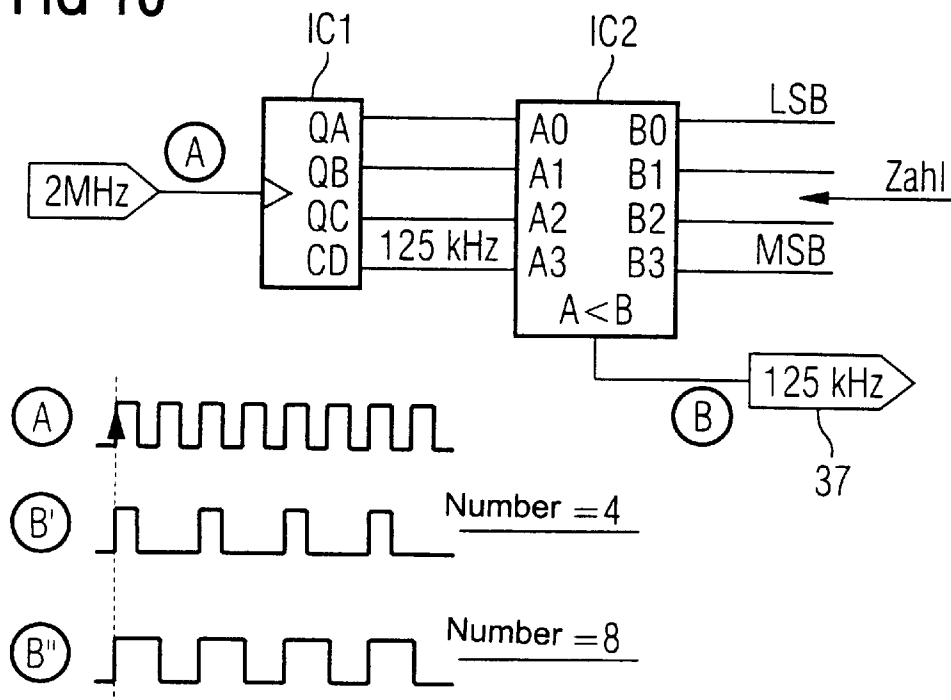 FIG 10
IC1
IC2
A
2MHz
QA
QB
QC
CD
125 kHz
A0
A1
A2
A3
B0
B1
B2
B3
A<B
LSB
Zahl
MSB
125 kHz
B
37
A
B'
Number = 4
B"
Number = 8